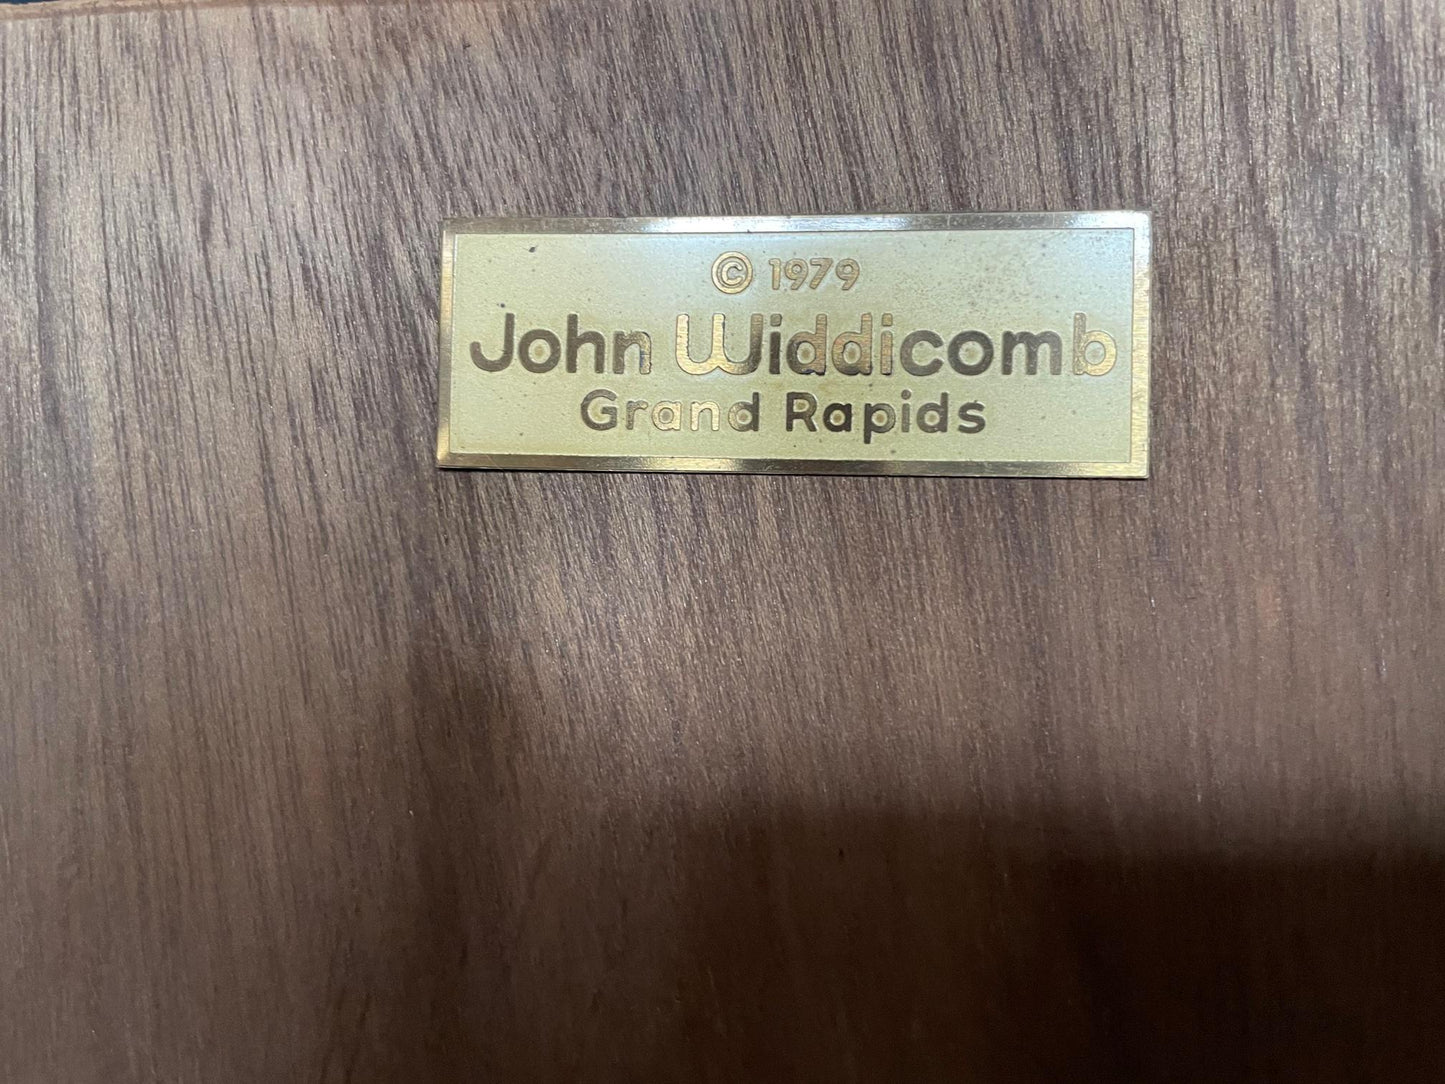 © 1979
John Widdicomb
Grand Rapids